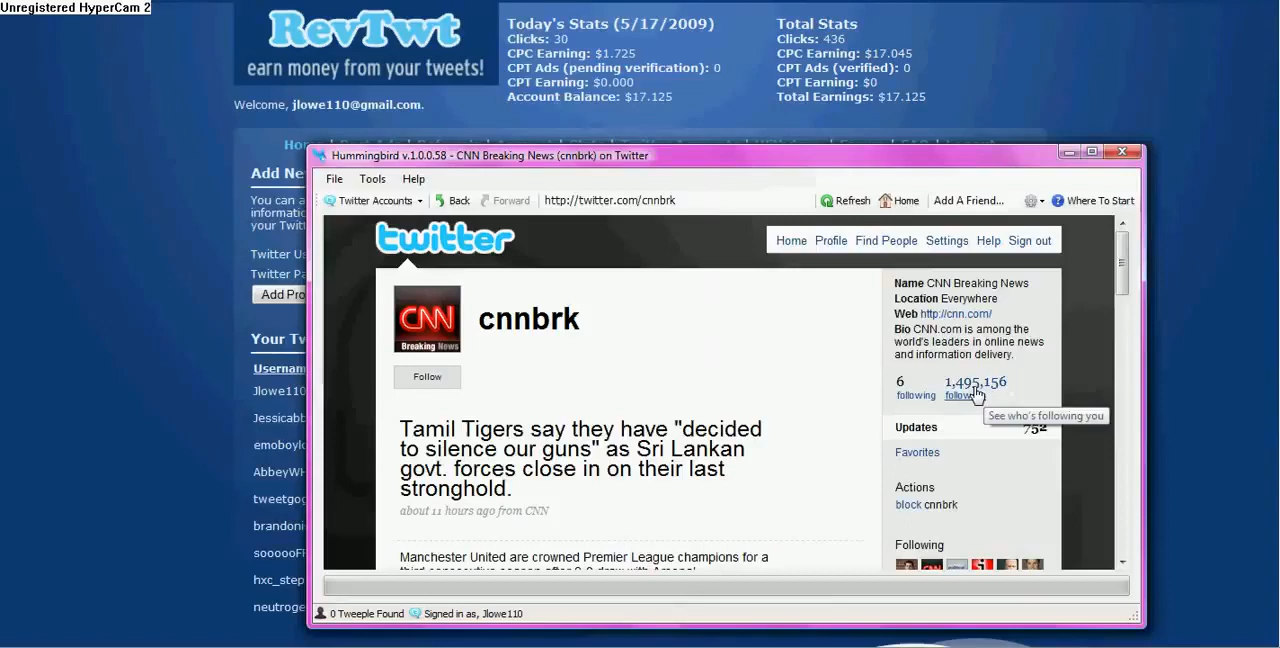 Unregistered HyperCam 2
RevTwt
earn money from your tweets!
Today's Stats (5/17/2009)
Clicks: 30
CPC Earning: $1.725
CPT Ads (pending verification): 0
CPT Earning: $0.000
Account Balance: $17.125
Total Stats
Clicks: 436
CPC Earning: $17.045
CPT Ads (verified): 0
CPT Earning: $0
Total Earnings: $17.125
Welcome, jlowe110@gmail.com.
Add Ne
You can a
informatio
your Twit
Twitter Us
Twitter Pa
Add Pro
Your Tw
Usernam
Jlowe110
Jessicabb
emoboylo
AbbeyWH
tweetgog
brandoni
soooooFH
hxc_step
neutroge
Hummingbird v.1.0.0.58 - CNN Breaking News (cnnbrk) on Twitter
File Tools Help
Twitter Accounts Back Forward http://twitter.com/cnnbrk Refresh Home Add A Friend... Where To Start
twitter
Home Profile Find People Settings Help Sign out
CNN
Breaking News
cnnbrk
Follow
Tamil Tigers say they have "decided
to silence our guns" as Sri Lankan
govt. forces close in on their last
stronghold.
about 11 hours ago from CNN
Manchester United are crowned Premier League champions for a
Name CNN Breaking News
Location Everywhere
Web http://cnn.com/
Bio CNN.com is among the
world's leaders in online news
and information delivery.
6 1,495,156
following follow
See who's following you
Updates 752
Favorites
Actions
block cnnbrk
Following
0 Tweeple Found Signed in as, Jlowe110